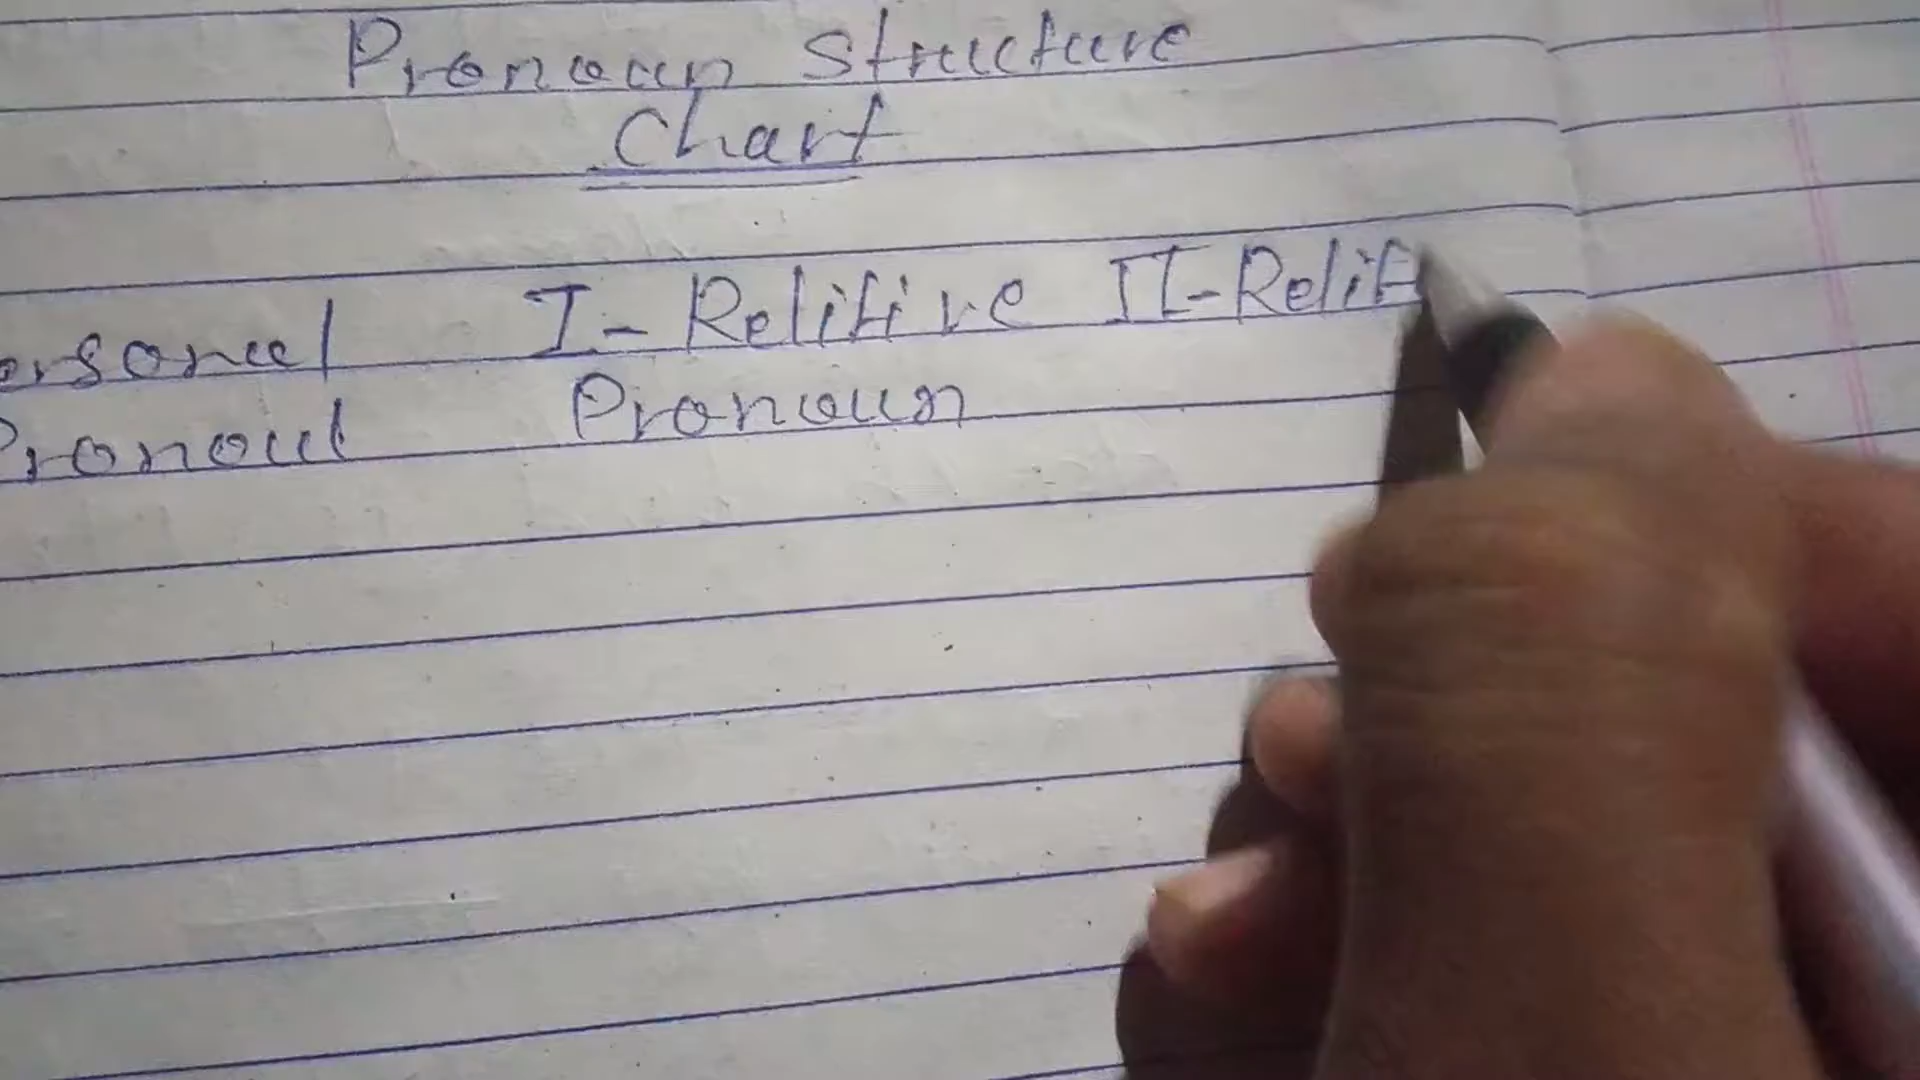 Pronoun Structure
Chart
ersonal I-Relitive II-Relit
Pronoul Pronoun